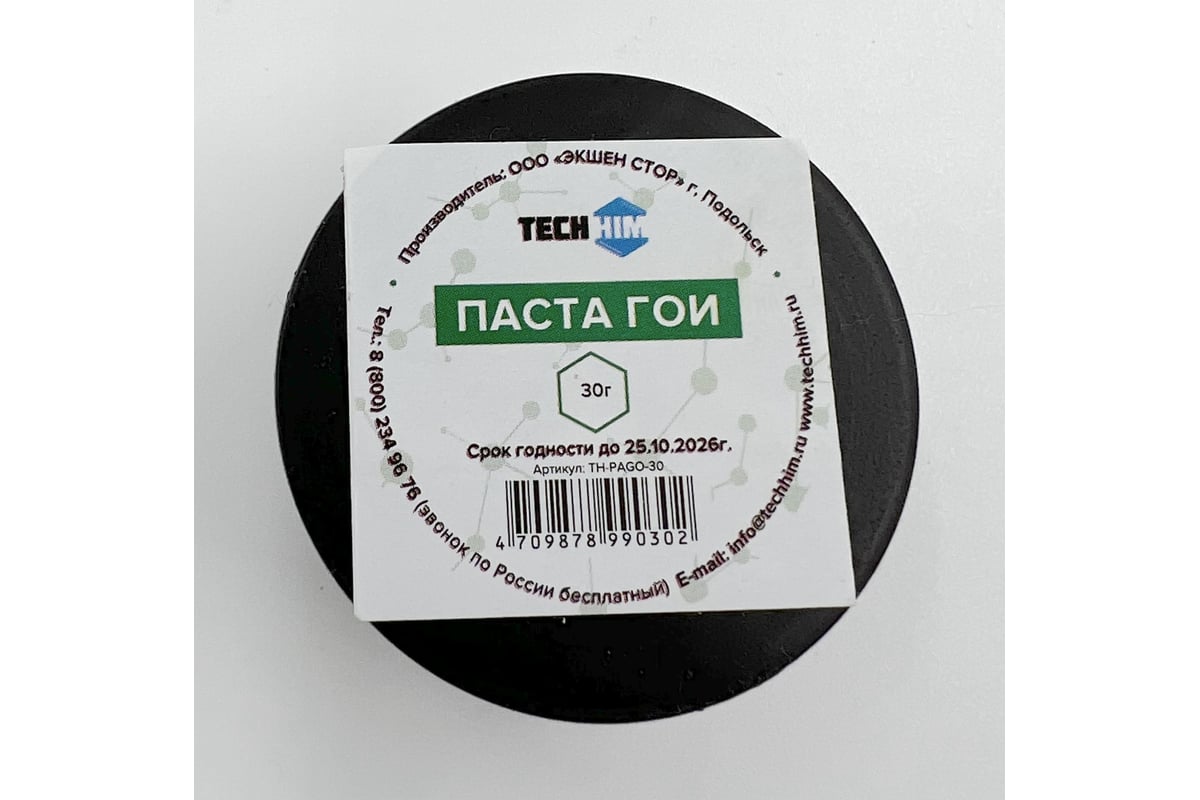 Производитель: ООО «ЭКШЕН СТОР» г. Подольск
TECH HIM
ПАСТА ГОИ
30г
Срок годности до 25.10.2026г.
Артикул: TH-PAGO-30
4 709878 990302
Тел.: 8 (800) 234 96 76 (звонок по России бесплатный)
E-mail: info@techhim.ru www.techhim.ru